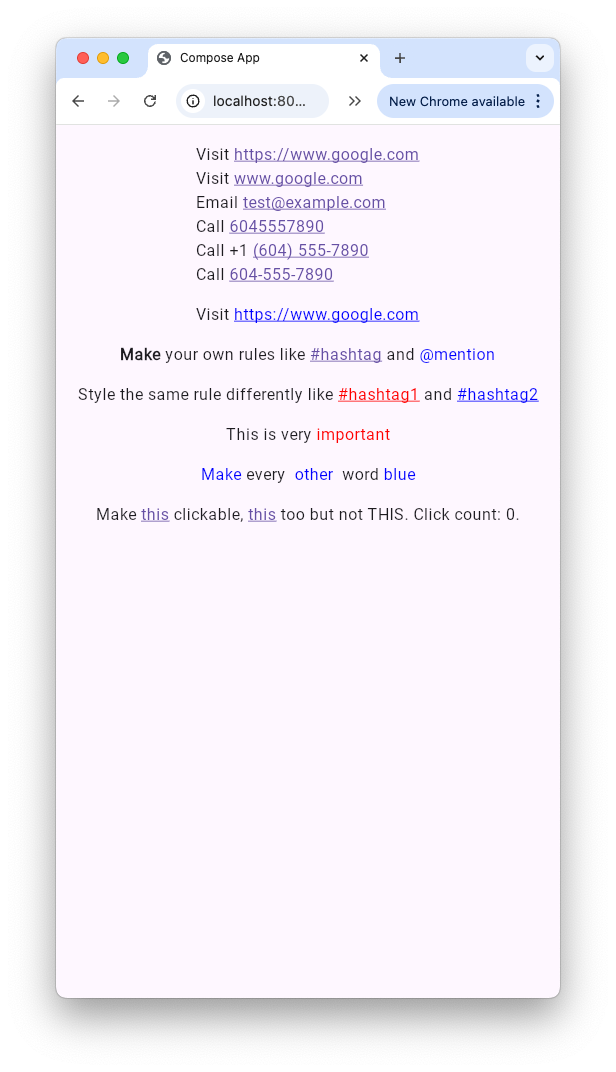 Compose App
localhost:80...
New Chrome available
Visit https://www.google.com
Visit www.google.com
Email test@example.com
Call 6045557890
Call +1 (604) 555-7890
Call 604-555-7890
Visit https://www.google.com
Make your own rules like #hashtag and @mention
Style the same rule differently like #hashtag1 and #hashtag2
This is very important
Make every  other  word blue
Make this clickable, this too but not THIS. Click count: 0.